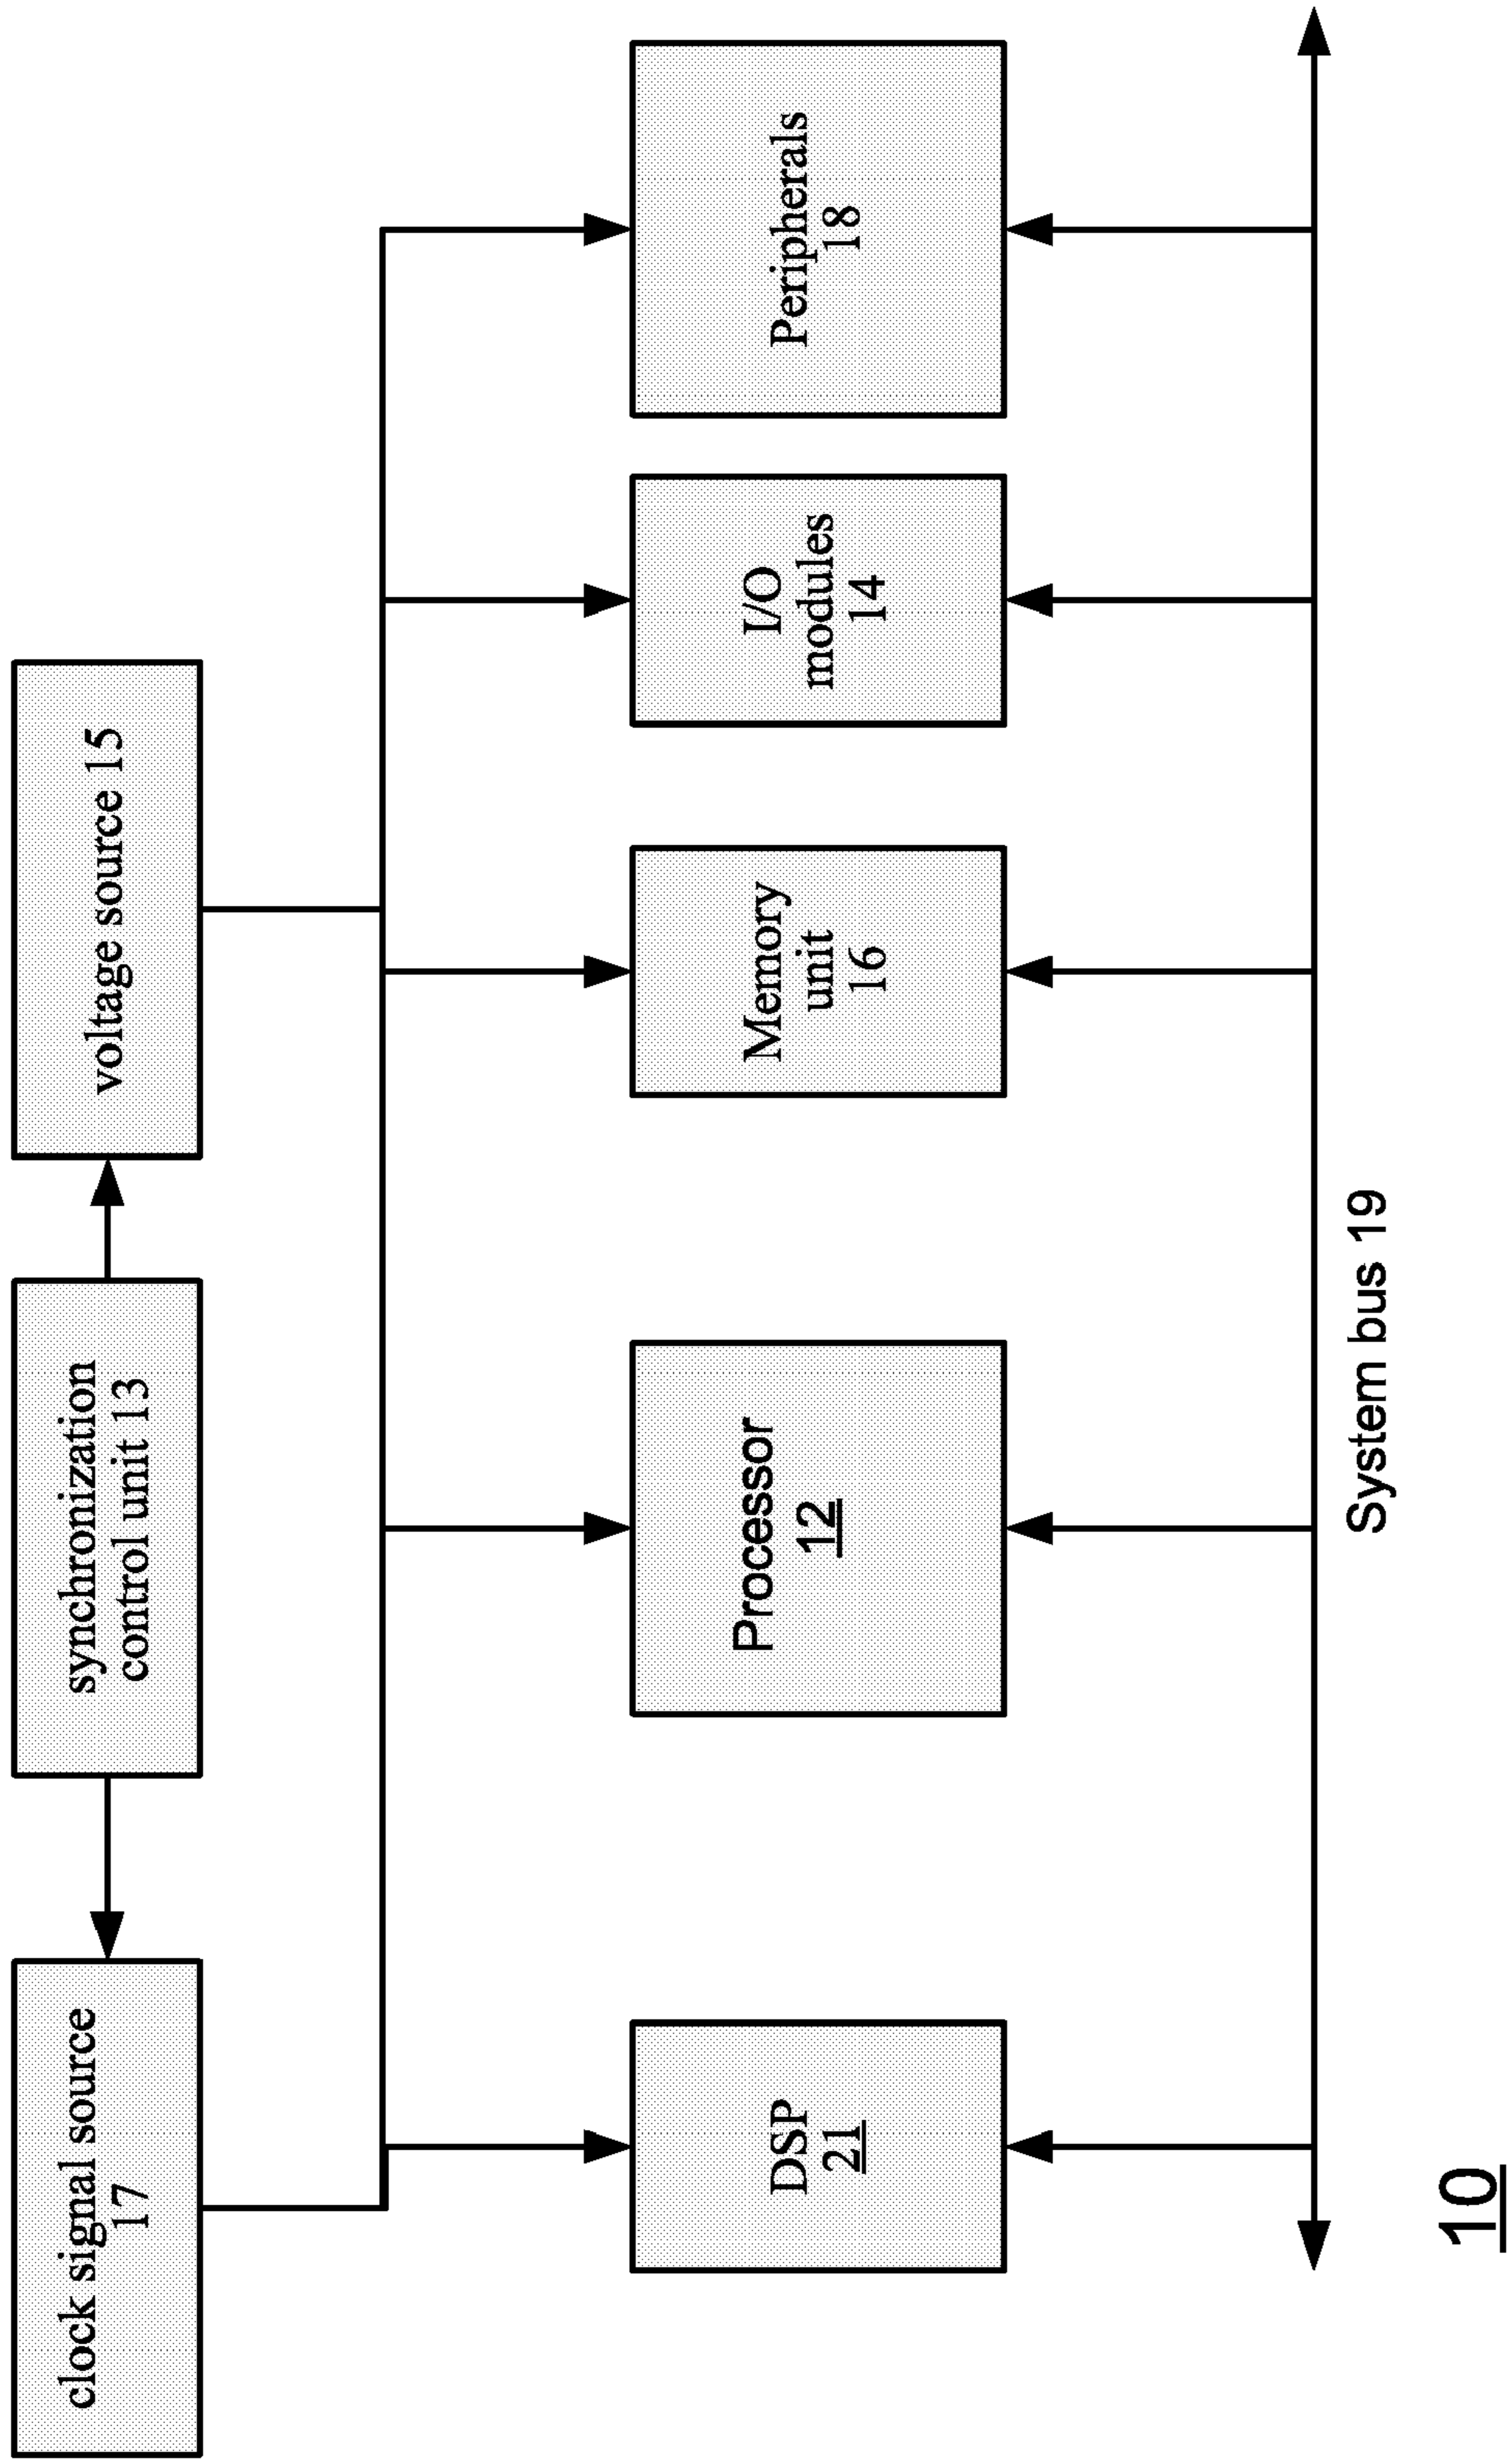 clock signal source
17
synchronization
control unit 13
voltage source 15
DSP
21
Processor
12
Memory
unit
16
I/O
modules
14
Peripherals
18
System bus 19
10